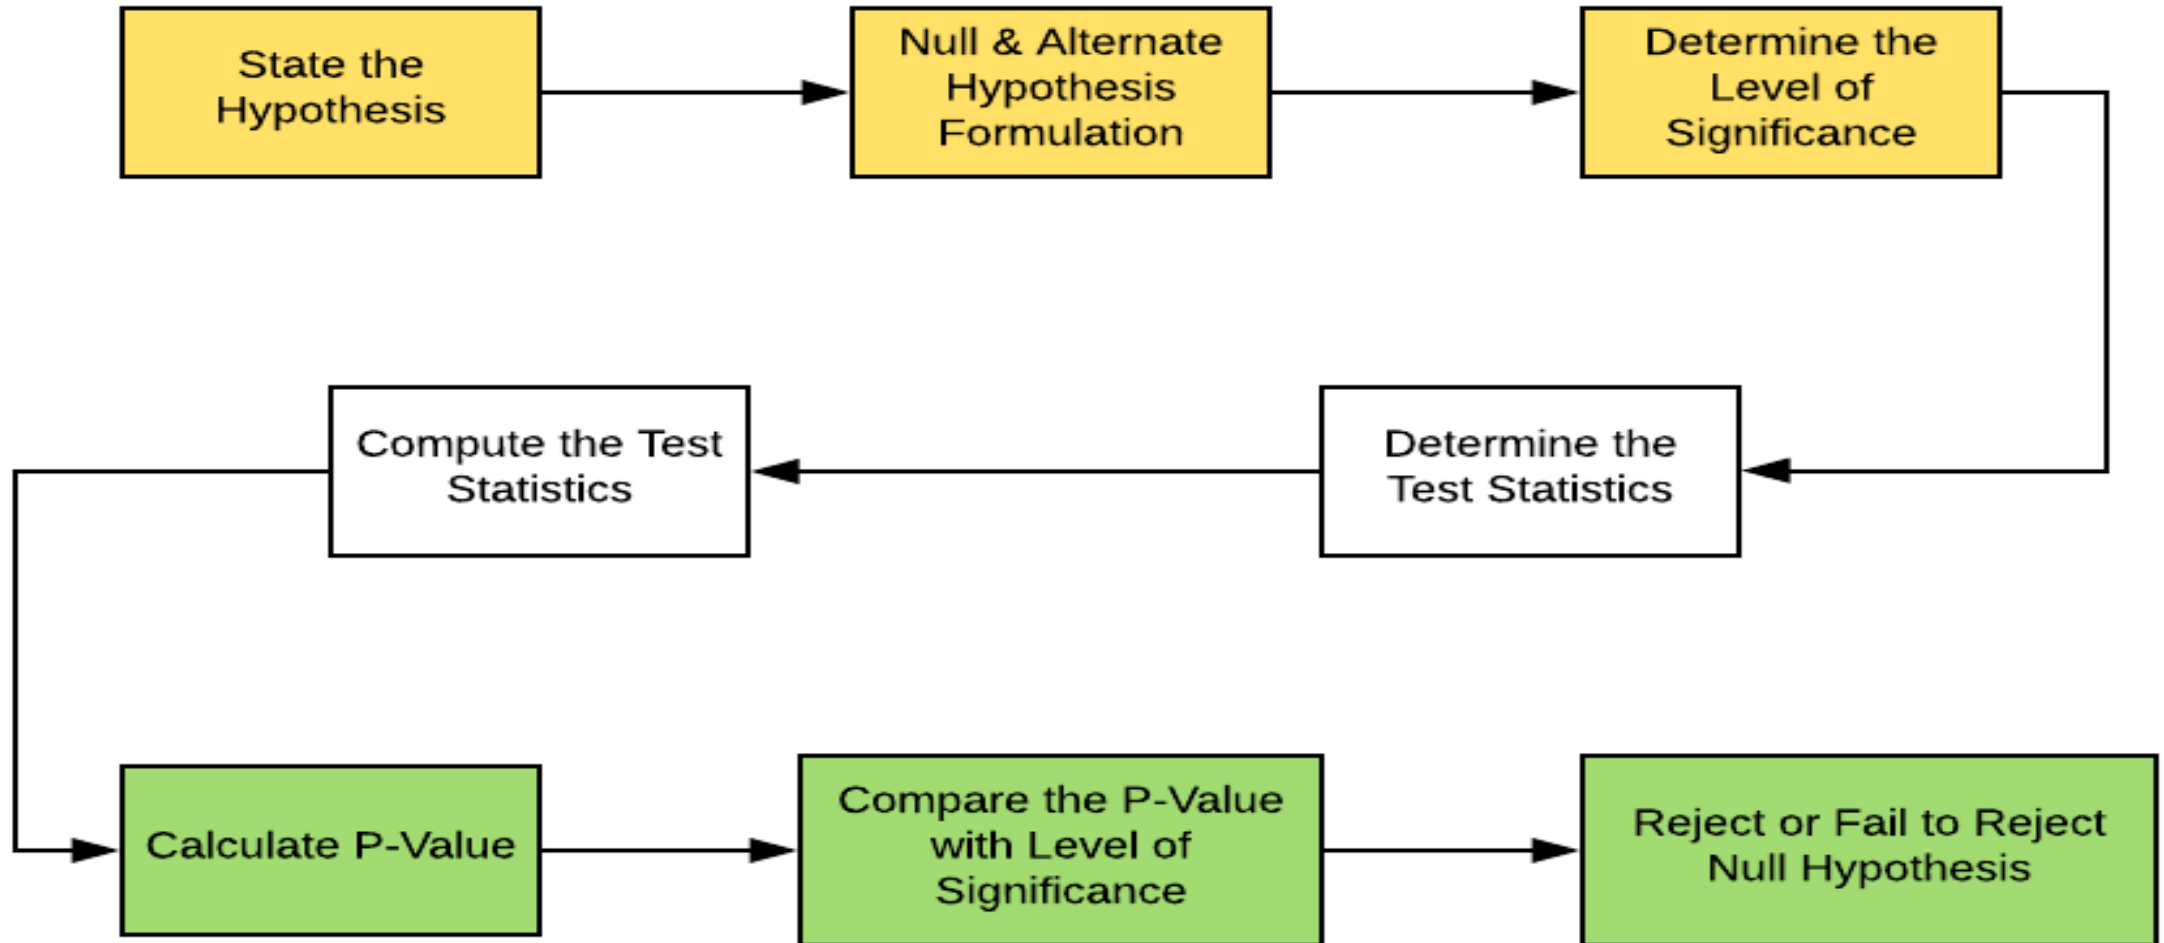 State the
Hypothesis
Null & Alternate
Hypothesis
Formulation
Determine the
Level of
Significance
Determine the
Test Statistics
Compute the Test
Statistics
Calculate P-Value
Compare the P-Value
with Level of
Significance
Reject or Fail to Reject
Null Hypothesis